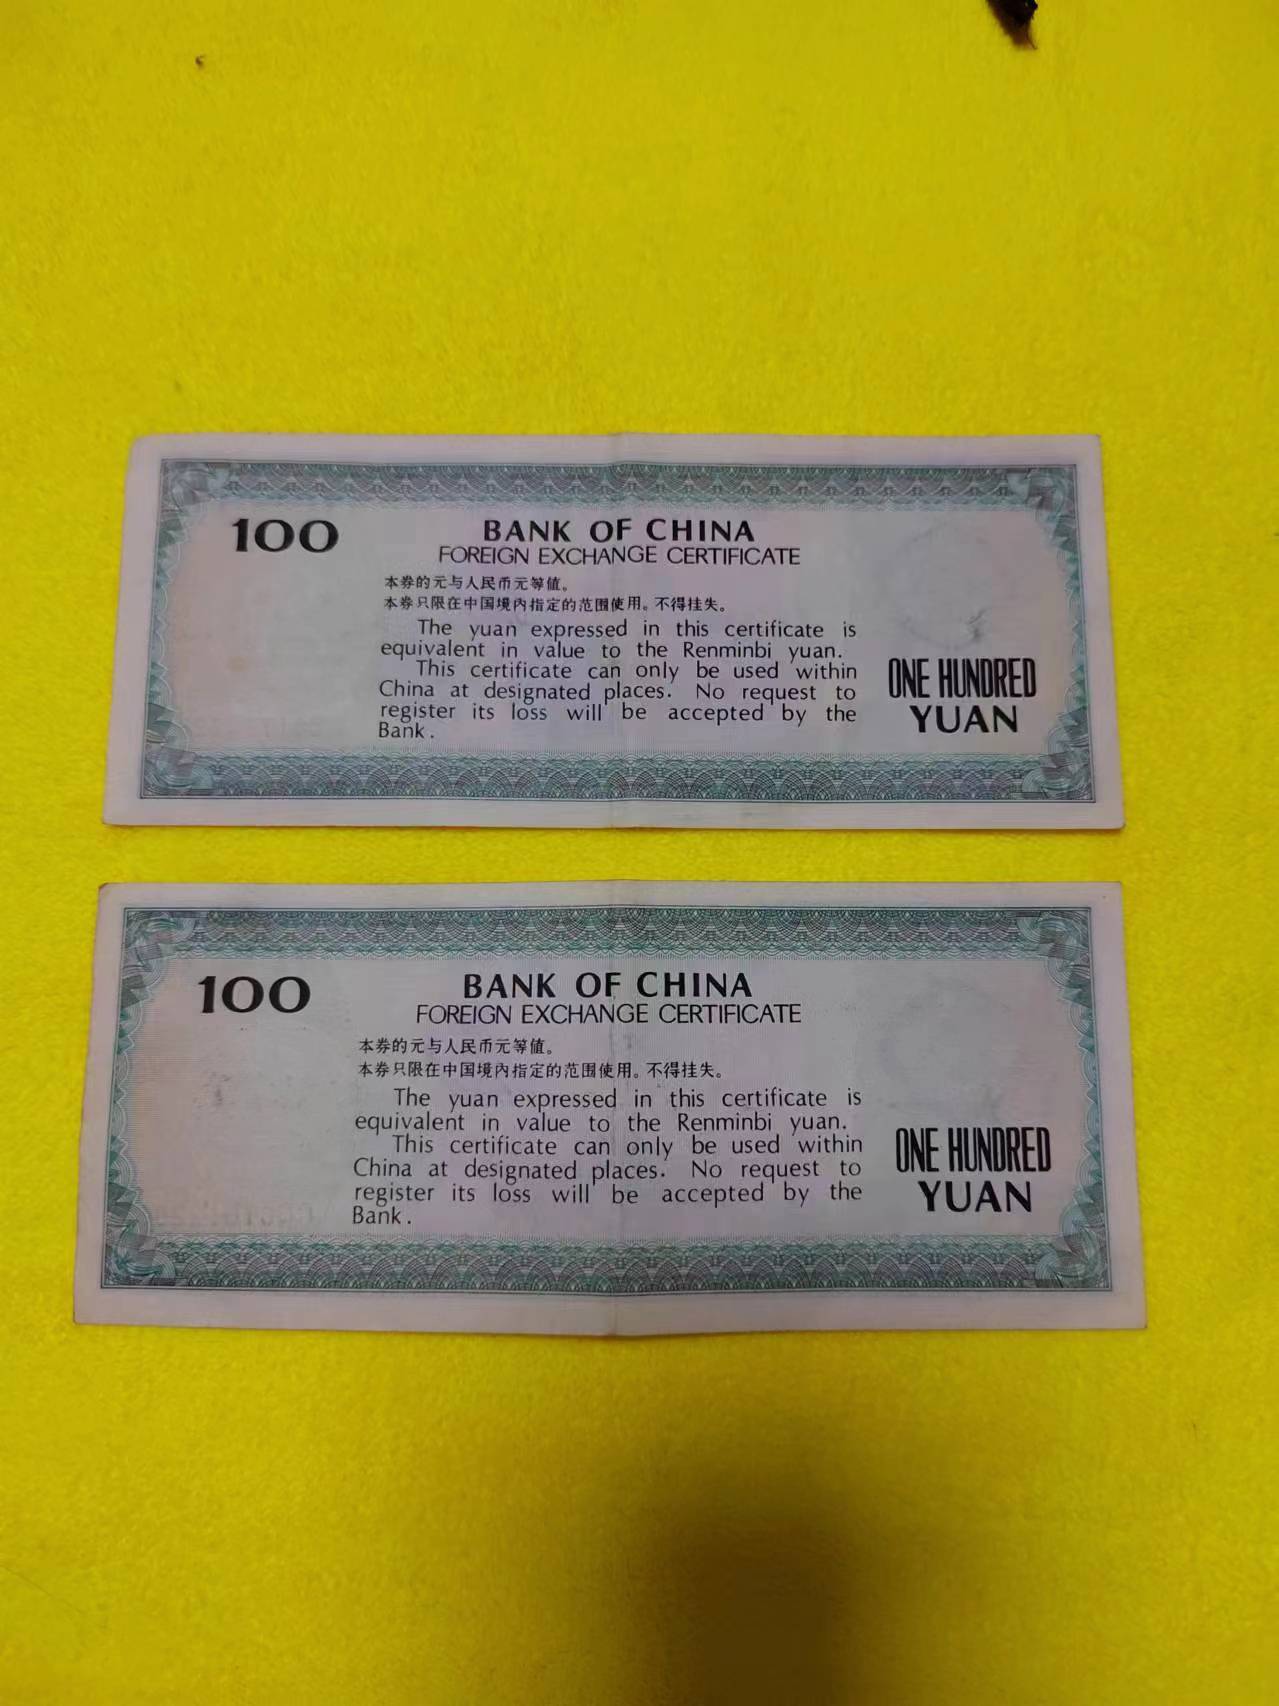 100
BANK OF CHINA
FOREIGN EXCHANGE CERTIFICATE
本券的元与人民币元等值。
本券只限在中国境内指定的范围使用。不得挂失。
The yuan expressed in this certificate is
equivalent in value to the Renminbi yuan.
This certificate can only be used within
China at designated places. No request to
register its loss will be accepted by the
Bank.
ONE HUNDRED
YUAN
100
BANK OF CHINA
FOREIGN EXCHANGE CERTIFICATE
本券的元与人民币元等值。
本券只限在中国境内指定的范围使用。不得挂失。
The yuan expressed in this certificate is
equivalent in value to the Renminbi yuan.
This certificate can only be used within
China at designated places. No request to
register its loss will be accepted by the
Bank.
ONE HUNDRED
YUAN